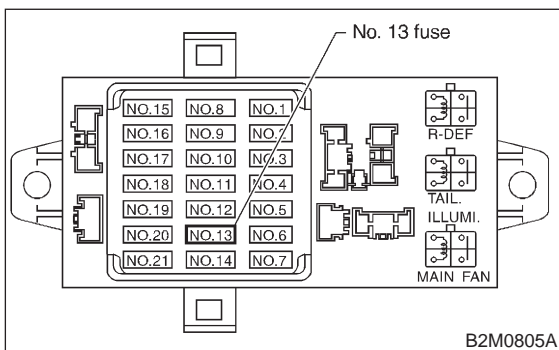 No. 13 fuse
NO.15 NO.8 NO.1
NO.16 NO.9 NO.2
NO.17 NO.10 NO.3
NO.18 NO.11 NO.4
NO.19 NO.12 NO.5
NO.20 NO.13 NO.6
NO.21 NO.14 NO.7
R-DEF
TAIL.
ILLUMI.
MAIN FAN
B2M0805A